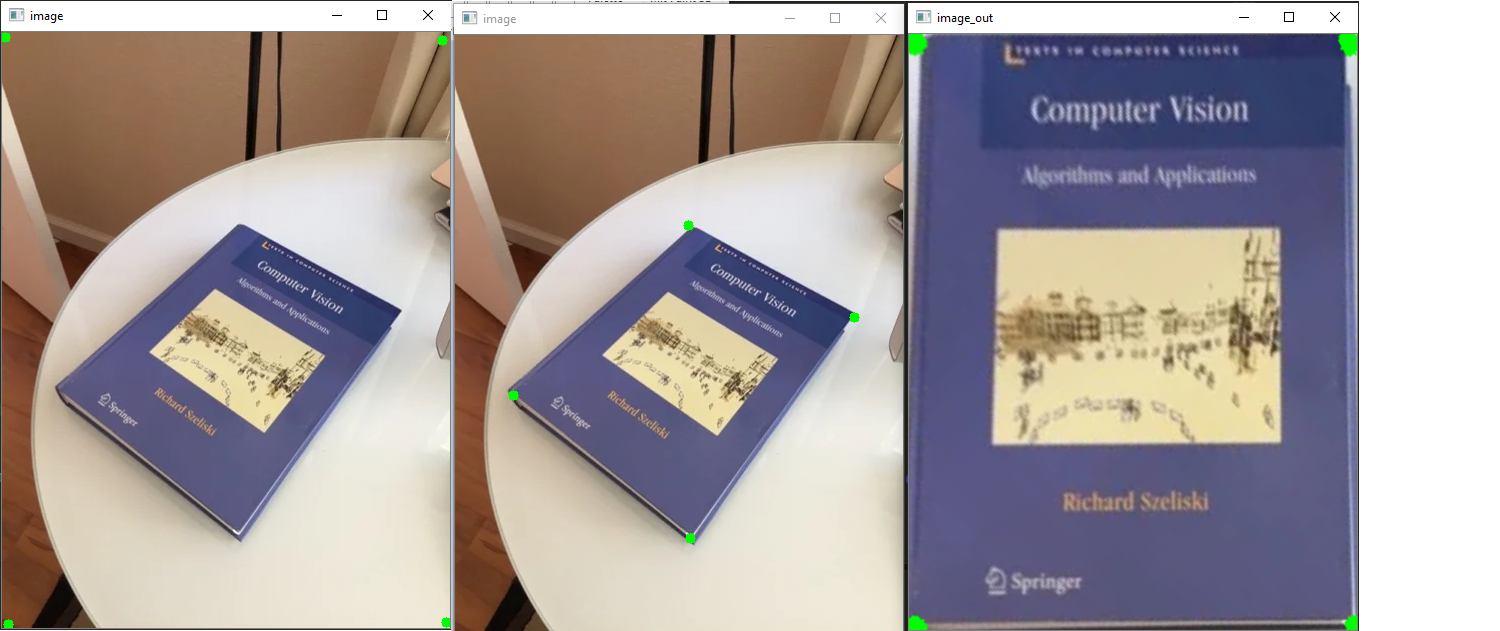 image
TEXTS IN COMPUTER SCIENCE
Computer Vision
Algorithms and Applications
Richard Szeliski
Springer
image
TEXTS IN COMPUTER SCIENCE
Computer Vision
Algorithms and Applications
Richard Szeliski
Springer
image_out
TEXTS IN COMPUTER SCIENCE
Computer Vision
Algorithms and Applications
Richard Szeliski
Springer